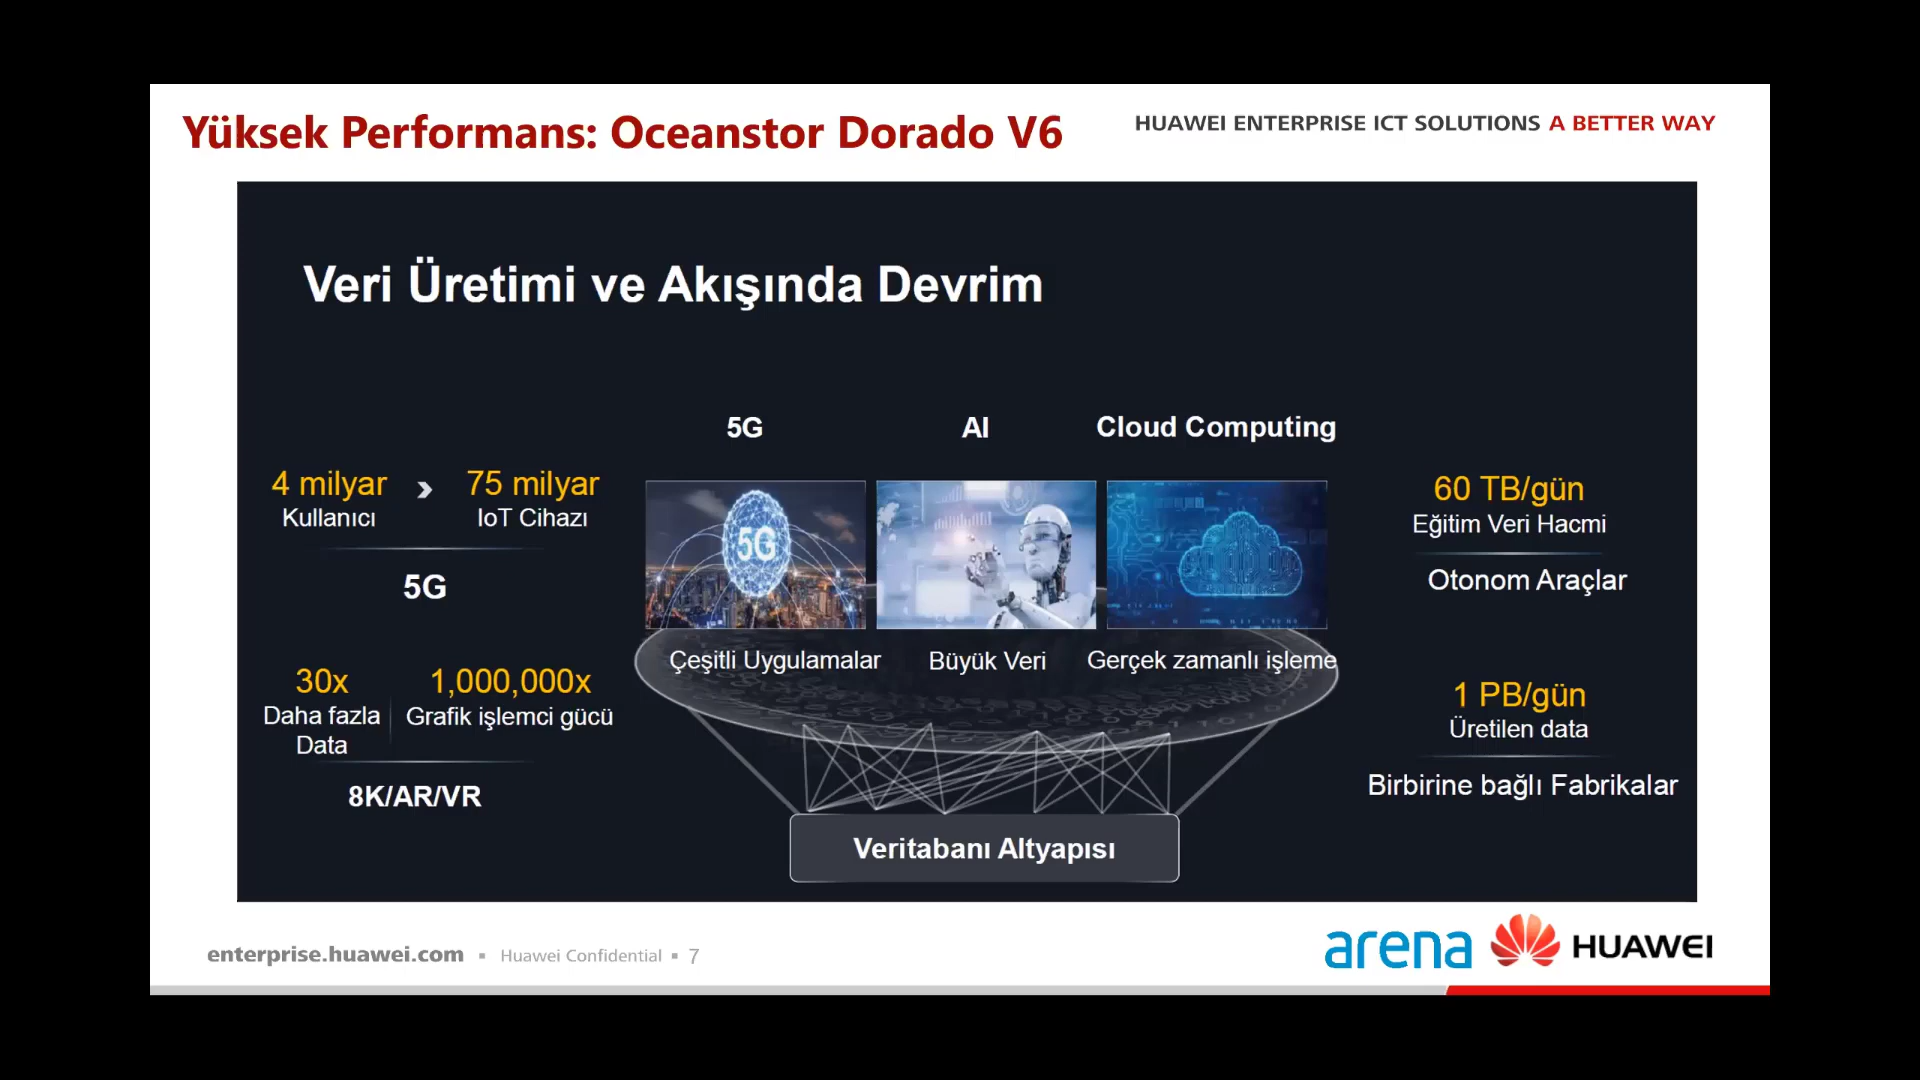 Yüksek Performans: Oceanstor Dorado V6
HUAWEI ENTERPRISE ICT SOLUTIONS A BETTER WAY
Veri Üretimi ve Akışında Devrim
5G
AI
Cloud Computing
4 milyar
Kullanıcı
›
75 milyar
IoT Cihazı
5G
30x
Daha fazla
Data
1,000,000x
Grafik işlemci gücü
8K/AR/VR
5G
Çeşitli Uygulamalar
Büyük Veri
Gerçek zamanlı işleme
60 TB/gün
Eğitim Veri Hacmi
Otonom Araçlar
1 PB/gün
Üretilen data
Birbirine bağlı Fabrikalar
Veritabanı Altyapısı
enterprise.huawei.com ▪ Huawei Confidential ▪ 7
arena
HUAWEI